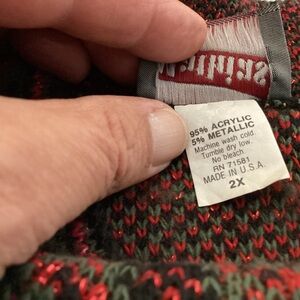 95% ACRYLIC
5% METALLIC
Machine wash cold.
Tumble dry low.
No bleach.
RN 71581
MADE IN U.S.A.
2X